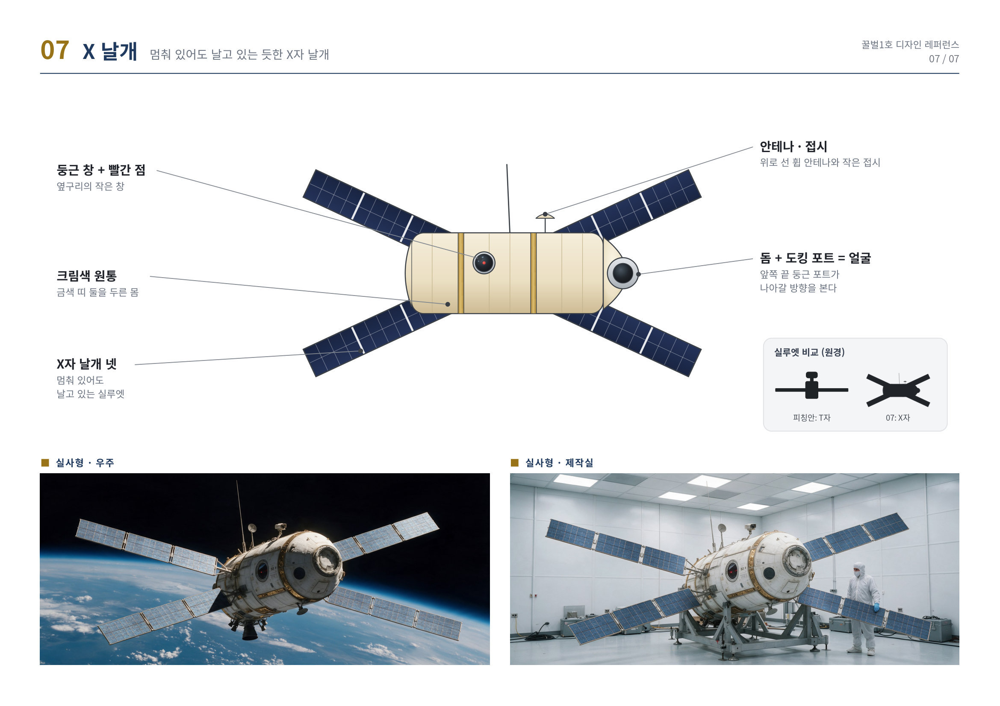 07 X 날개 멈춰 있어도 날고 있는 듯한 X자 날개
꿀벌1호 디자인 레퍼런스
07 / 07
둥근 창 + 빨간 점
옆구리의 작은 창
크림색 원통
금색 띠 둘을 두른 몸
X자 날개 넷
멈춰 있어도
날고 있는 실루엣
안테나 · 접시
위로 선 휩 안테나와 작은 접시
돔 + 도킹 포트 = 얼굴
앞쪽 끝 둥근 포트가
나아갈 방향을 본다
실루엣 비교 (원경)
피칭안: T자
07: X자
실사형 · 우주
실사형 · 제작실